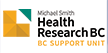 Michael Smith
Health
Research BC
BC SUPPORT UNIT